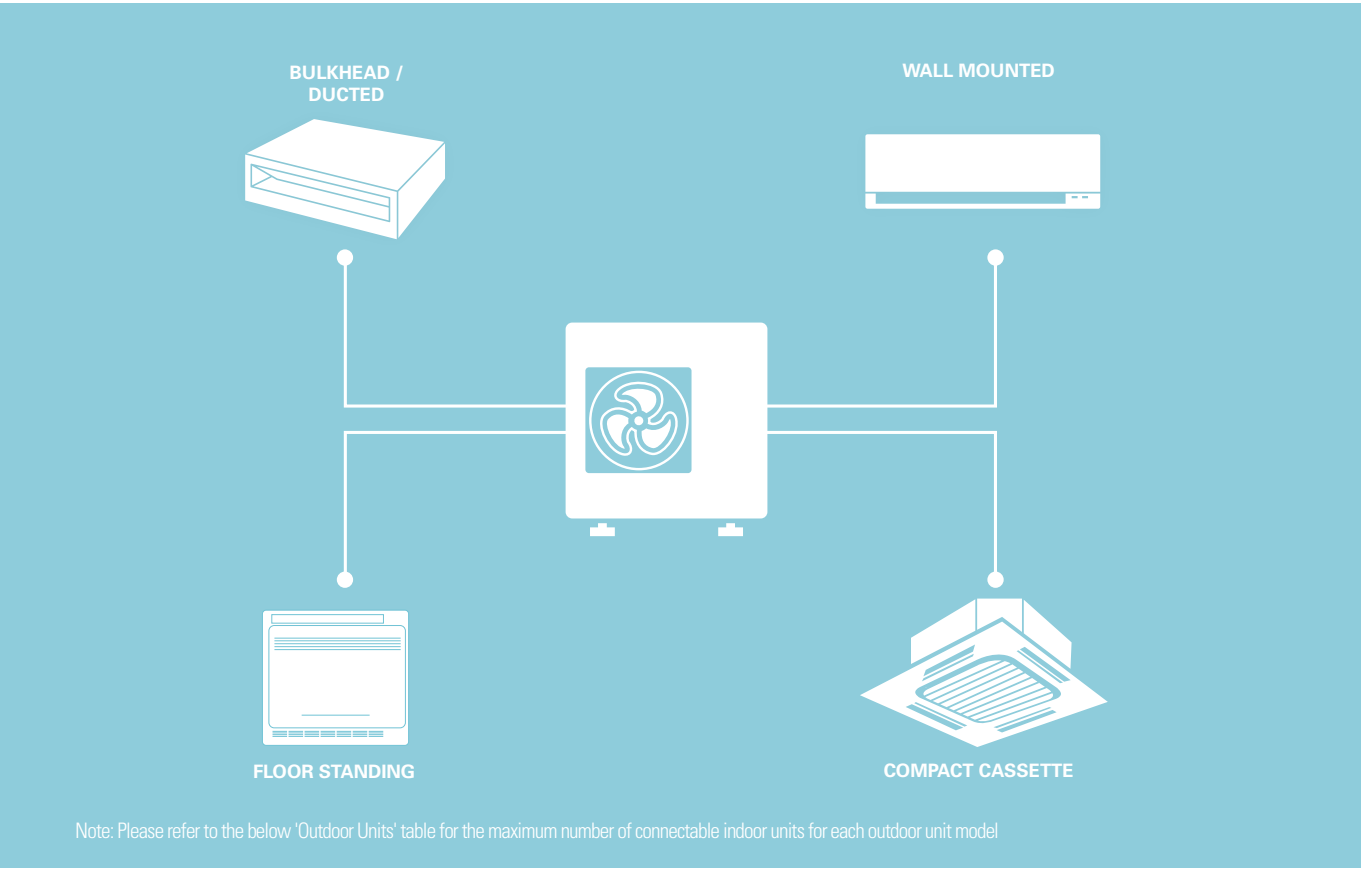 BULKHEAD /
DUCTED
WALL MOUNTED
FLOOR STANDING
COMPACT CASSETTE
Note: Please refer to the below 'Outdoor Units' table for the maximum number of connectable indoor units for each outdoor unit model